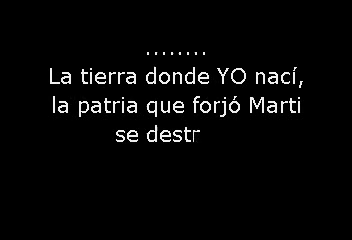 ........
La tierra donde YO nací,
la patria que forjó Marti
se destr